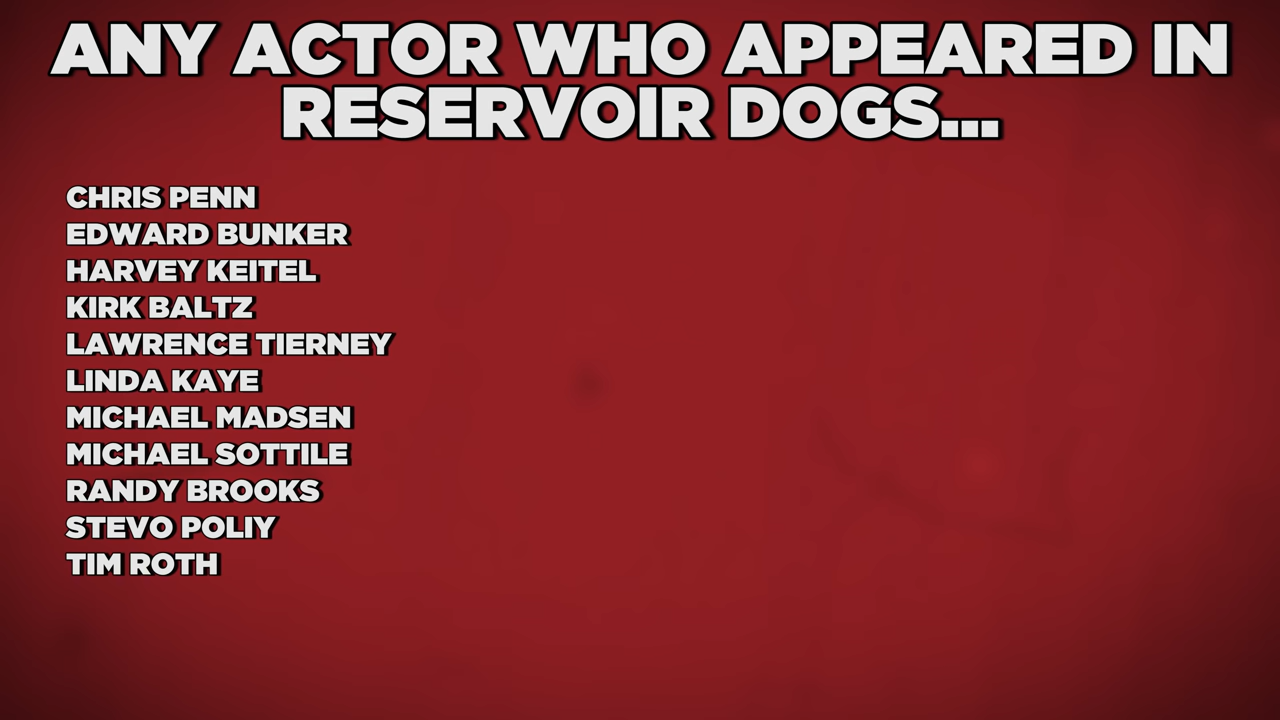 ANY ACTOR WHO APPEARED IN
RESERVOIR DOGS...
CHRIS PENN
EDWARD BUNKER
HARVEY KEITEL
KIRK BALTZ
LAWRENCE TIERNEY
LINDA KAYE
MICHAEL MADSEN
MICHAEL SOTTILE
RANDY BROOKS
STEVO POLIY
TIM ROTH